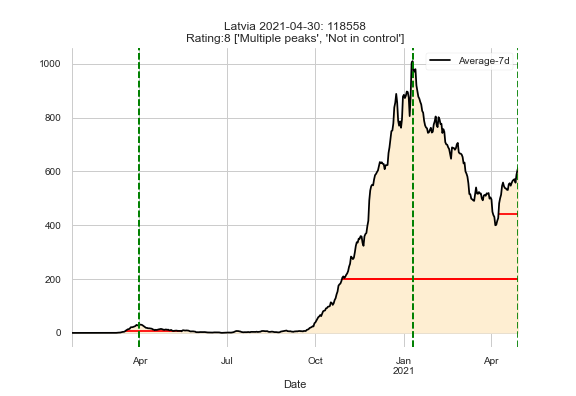 Latvia 2021-04-30: 118558
Rating:8 ['Multiple peaks', 'Not in control']
Average-7d
1000
800
600
400
200
0
Apr
Jul
Oct
Jan
2021
Apr
Date